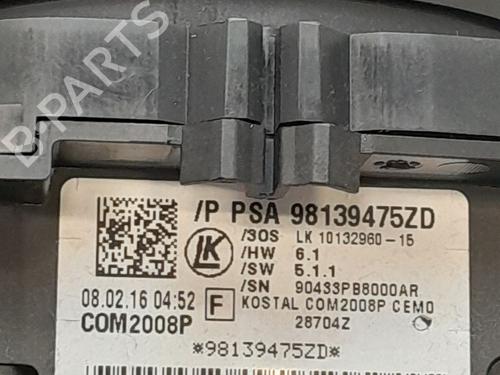 B-PARTS
/P PSA 98139475ZD
/3OS LK 10132960-15
/HW 6.1
/SW 5.1.1
/SN 90433PB8000AR
08.02.16 04:52 F KOSTAL COM2008P CEM0
COM2008P 28704Z
*98139475ZD*